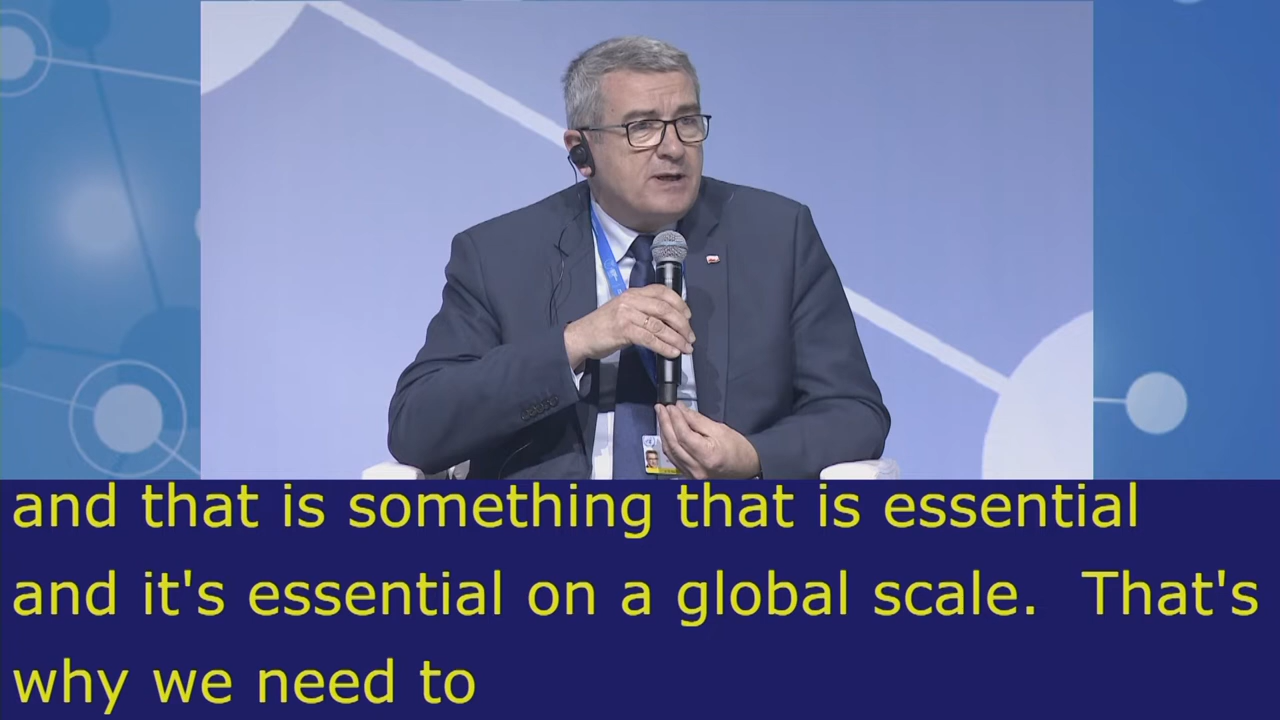 and that is something that is essential
and it's essential on a global scale.  That's
why we need to